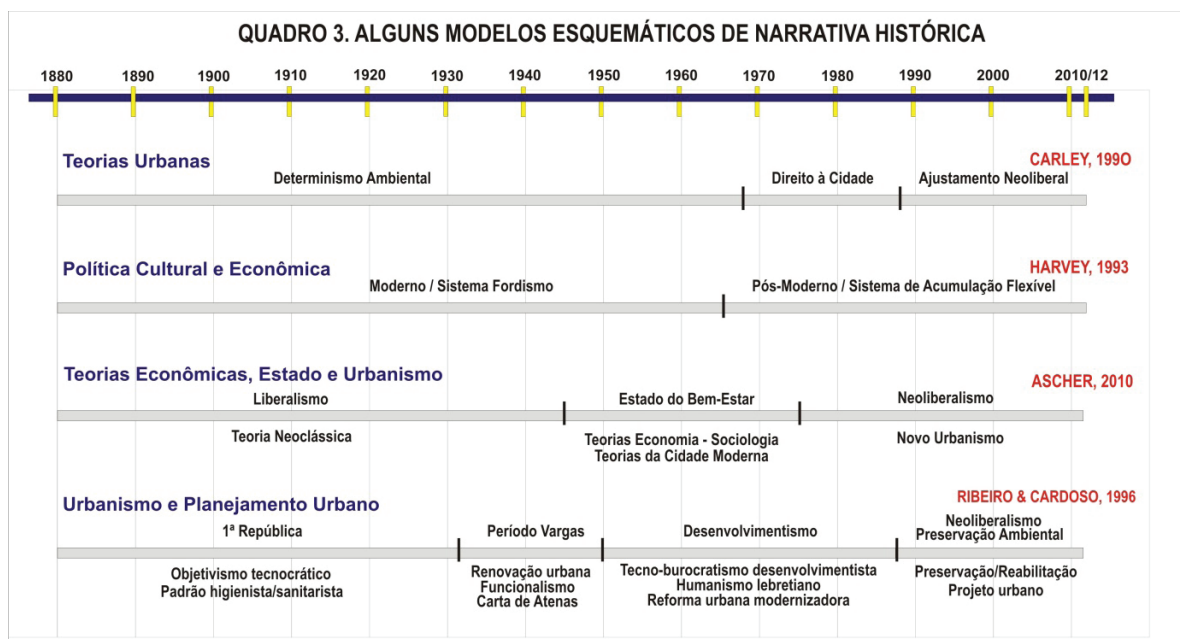 QUADRO 3. ALGUNS MODELOS ESQUEMÁTICOS DE NARRATIVA HISTÓRICA
1880 1890 1900 1910 1920 1930 1940 1950 1960 1970 1980 1990 2000 2010/12
Teorias Urbanas
CARLEY, 199O
Determinismo Ambiental
Direito à Cidade
Ajustamento Neoliberal
Política Cultural e Econômica
HARVEY, 1993
Moderno / Sistema Fordismo
Pós-Moderno / Sistema de Acumulação Flexível
Teorias Econômicas, Estado e Urbanismo
ASCHER, 2010
Liberalismo
Estado do Bem-Estar
Neoliberalismo
Teoria Neoclássica
Teorias Economia - Sociologia
Teorias da Cidade Moderna
Novo Urbanismo
Urbanismo e Planejamento Urbano
RIBEIRO & CARDOSO, 1996
1ª República
Período Vargas
Desenvolvimentismo
Neoliberalismo
Preservação Ambiental
Objetivismo tecnocrático
Padrão higienista/sanitarista
Renovação urbana
Funcionalismo
Carta de Atenas
Tecno-burocratismo desenvolvimentista
Humanismo lebretiano
Reforma urbana modernizadora
Preservação/Reabilitação
Projeto urbano